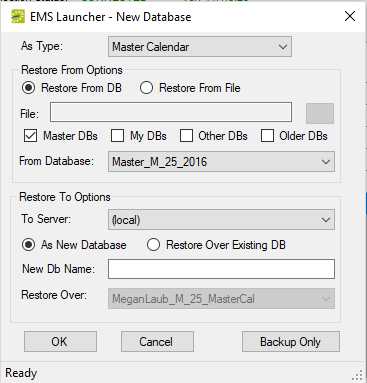 EMS Launcher - New Database
As Type: Master Calendar
Restore From Options
Restore From DB Restore From File
File:
Master DBs My DBs Other DBs Older DBs
From Database: Master_M_25_2016
Restore To Options
To Server: (local)
As New Database Restore Over Existing DB
New Db Name:
Restore Over: MeganLaub_M_25_MasterCal
OK Cancel Backup Only
Ready